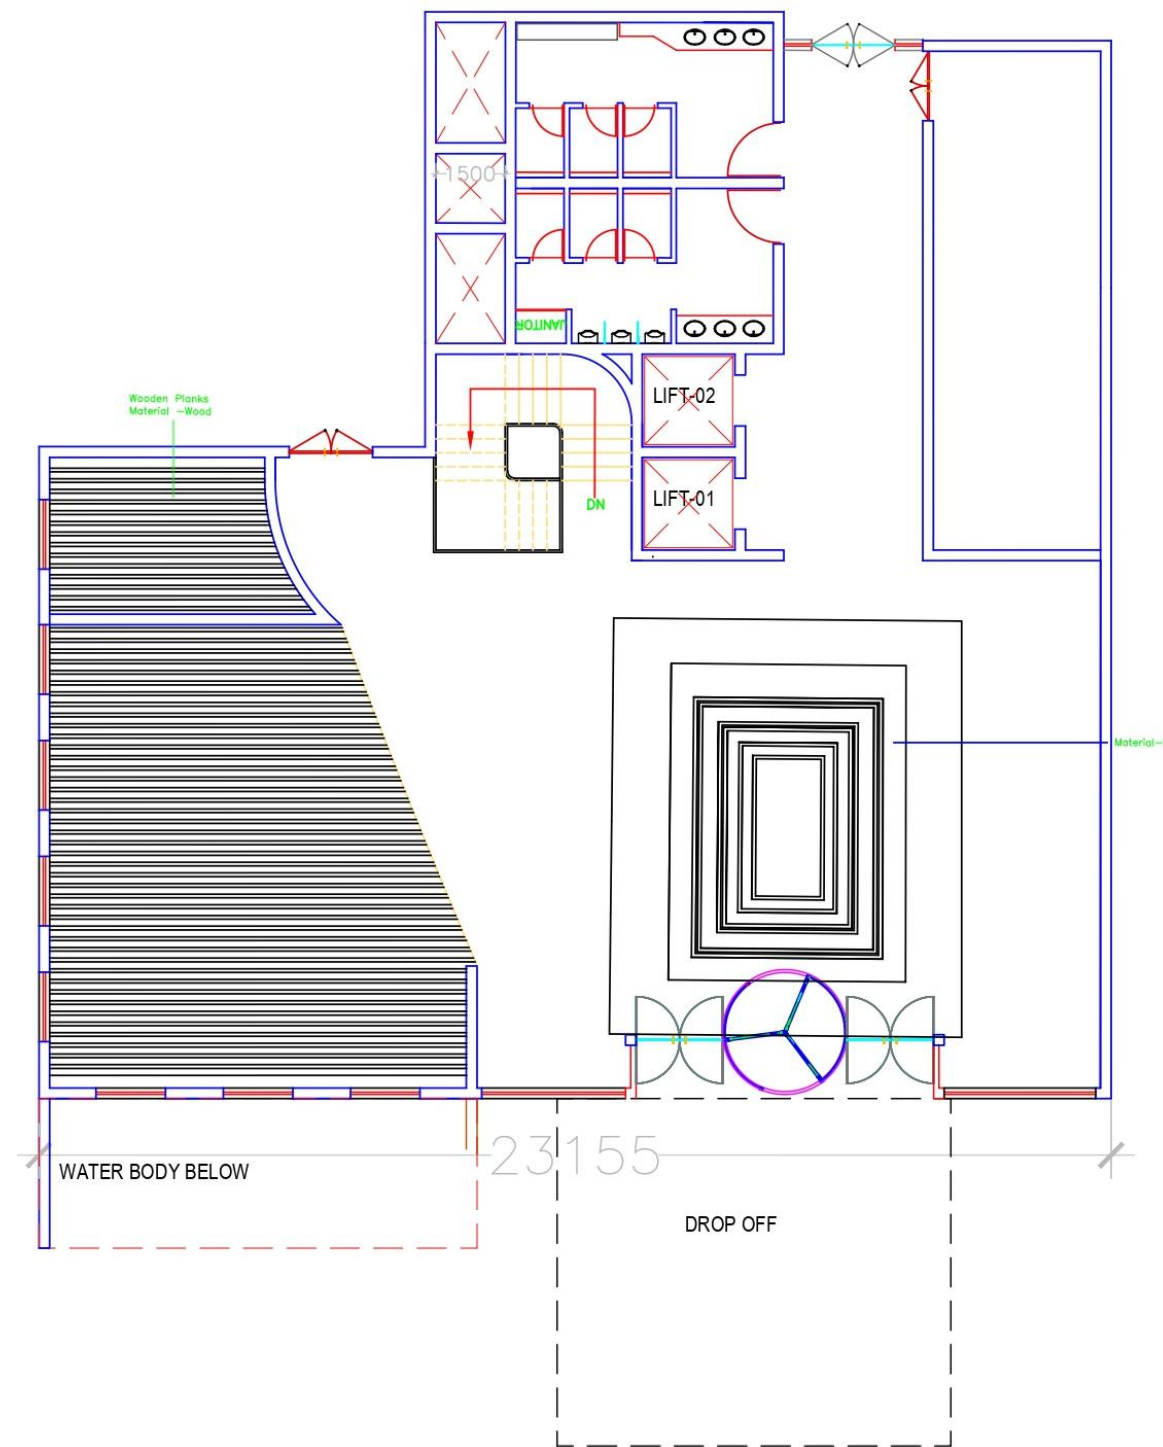 1500
JANITOR
LIFT-02
Wooden Planks
Material -Wood
LIFT-01
DN
Material-
23155
WATER BODY BELOW
DROP OFF